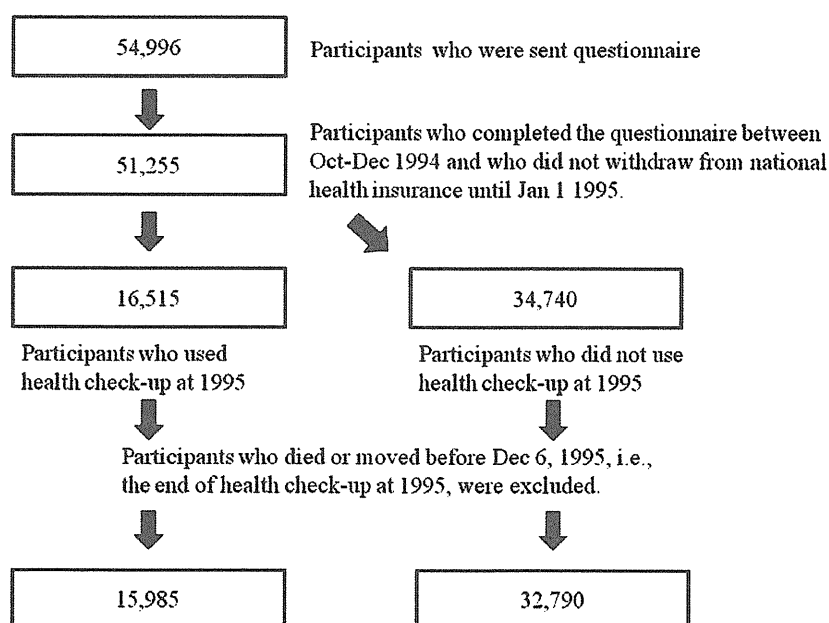 54,996
Participants who were sent questionnaire
51,255
Participants who completed the questionnaire between
Oct-Dec 1994 and who did not withdraw from national
health insurance until Jan 1 1995.
16,515
34,740
Participants who used
health check-up at 1995
Participants who did not use
health check-up at 1995
Participants who died or moved before Dec 6, 1995, i.e.,
the end of health check-up at 1995, were excluded.
15,985
32,790